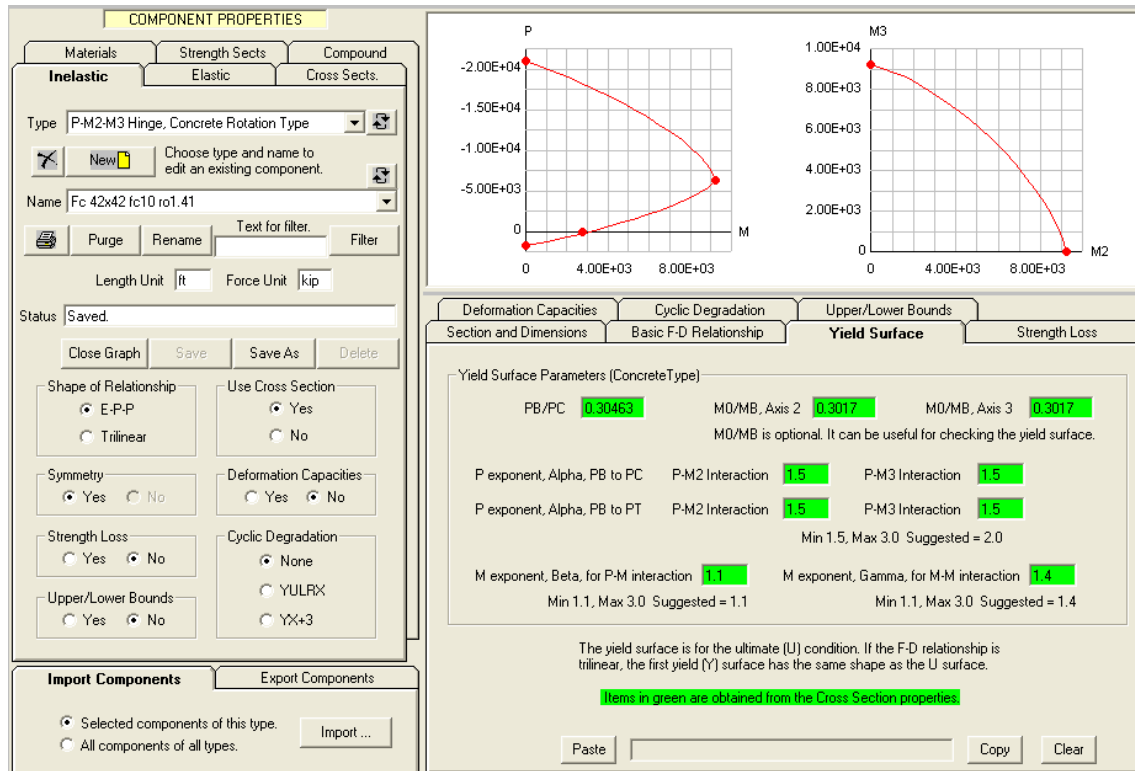 COMPONENT PROPERTIES
Materials
Strength Sects
Compound
Inelastic
Elastic
Cross Sects.
Type P-M2-M3 Hinge, Concrete Rotation Type
New
Choose type and name to
edit an existing component.
Name Fc 42x42 fc10 ro1.41
Purge
Rename
Text for filter.
Filter
Length Unit ft Force Unit kip
Status Saved.
Close Graph
Save
Save As
Delete
Shape of Relationship
E-P-P
Trilinear
Use Cross Section
Yes
No
Symmetry
Yes No
Deformation Capacities
Yes No
Strength Loss
Yes No
Cyclic Degradation
None
YULRX
YX+3
Upper/Lower Bounds
Yes No
Import Components
Export Components
Selected components of this type.
All components of all types.
Import ...
P
-2.00E+04
-1.50E+04
-1.00E+04
-5.00E+03
0
M
0 4.00E+03 8.00E+03
M3
1.00E+04
8.00E+03
6.00E+03
4.00E+03
2.00E+03
0
M2
0 4.00E+03 8.00E+03
Deformation Capacities
Cyclic Degradation
Upper/Lower Bounds
Section and Dimensions
Basic F-D Relationship
Yield Surface
Strength Loss
Yield Surface Parameters (ConcreteType)
PB/PC 0.30463 M0/MB, Axis 2 0.3017 M0/MB, Axis 3 0.3017
M0/MB is optional. It can be useful for checking the yield surface.
P exponent, Alpha, PB to PC P-M2 Interaction 1.5 P-M3 Interaction 1.5
P exponent, Alpha, PB to PT P-M2 Interaction 1.5 P-M3 Interaction 1.5
Min 1.5, Max 3.0 Suggested = 2.0
M exponent, Beta, for P-M interaction 1.1 M exponent, Gamma, for M-M interaction 1.4
Min 1.1, Max 3.0 Suggested = 1.1 Min 1.1, Max 3.0 Suggested = 1.4
The yield surface is for the ultimate (U) condition. If the F-D relationship is
trilinear, the first yield (Y) surface has the same shape as the U surface.
Items in green are obtained from the Cross Section properties.
Paste
Copy
Clear